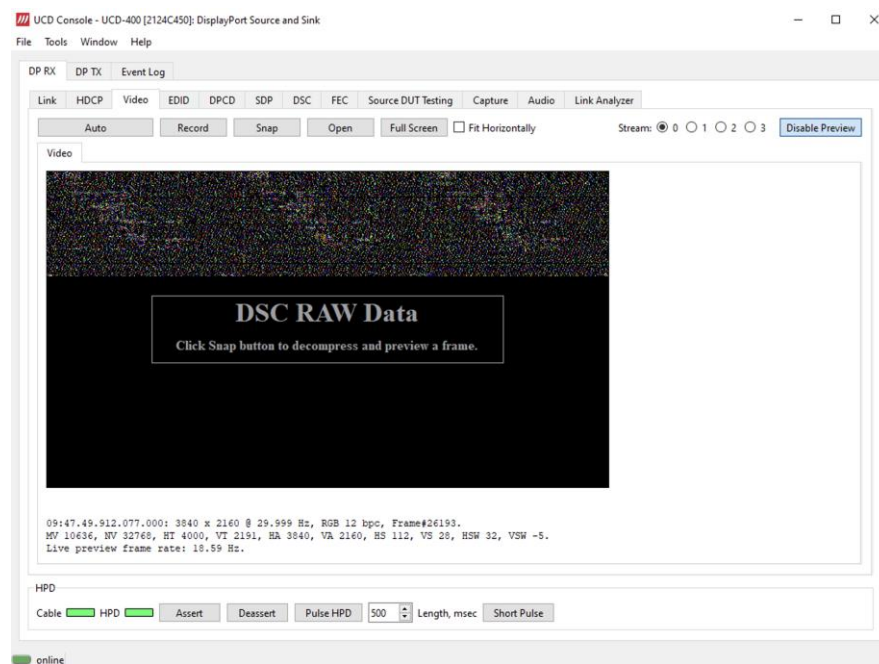 UCD Console - UCD-400 [2124C450]: DisplayPort Source and Sink
File Tools Window Help
DP RX DP TX Event Log
Link HDCP Video EDID DPCD SDP DSC FEC Source DUT Testing Capture Audio Link Analyzer
Auto Record Snap Open Full Screen Fit Horizontally Stream: 0 1 2 3 Disable Preview
Video
DSC RAW Data
Click Snap button to decompress and preview a frame.
09:47.49.912.077.000: 3840 x 2160 @ 29.999 Hz, RGB 12 bpc, Frame#26193.
MV 10636, NV 32768, HT 4000, VT 2191, HA 3840, VA 2160, HS 112, VS 28, HSW 32, VSW -5.
Live preview frame rate: 18.59 Hz.
HPD
Cable HPD Assert Deassert Pulse HPD 500 Length, msec Short Pulse
online